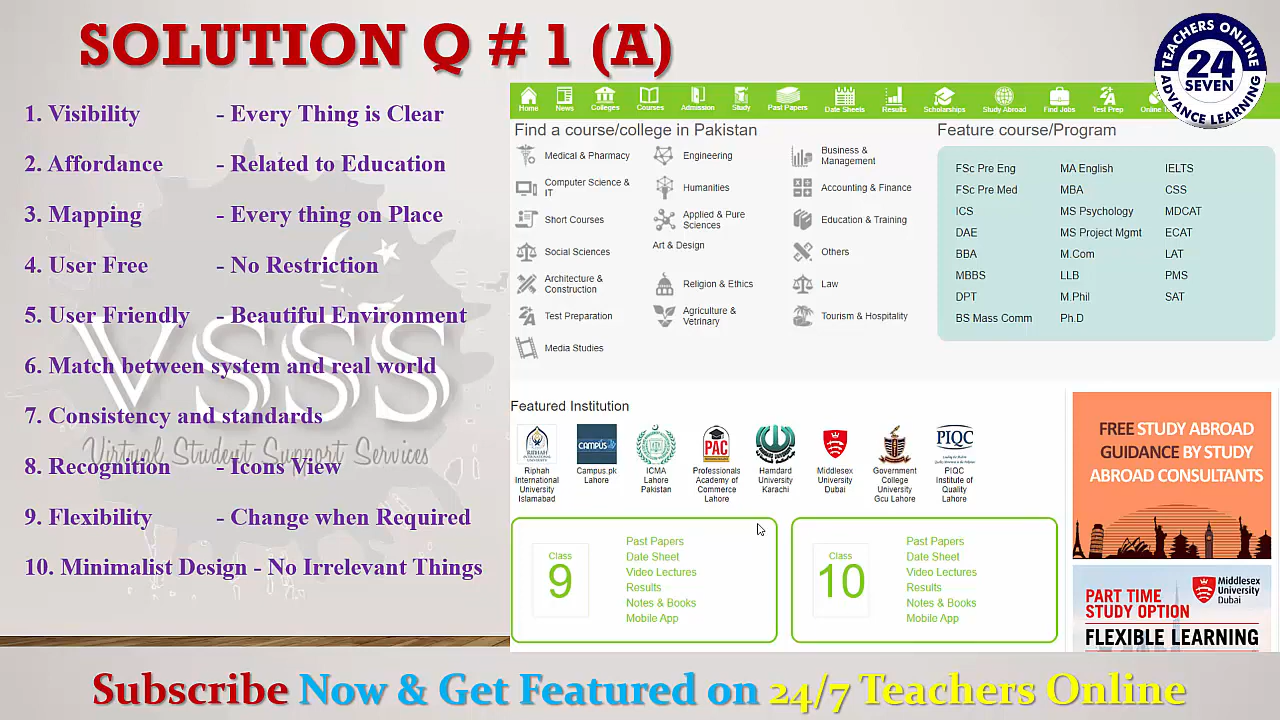 SOLUTION Q # 1 (A)
TEACHERS ONLINE
24
SEVEN
ADVANCE LEARNING
1. Visibility - Every Thing is Clear
2. Affordance - Related to Education
3. Mapping - Every thing on Place
4. User Free - No Restriction
5. User Friendly - Beautiful Environment
6. Match between system and real world
7. Consistency and standards
8. Recognition - Icons View
9. Flexibility - Change when Required
10. Minimalist Design - No Irrelevant Things
VSSS
Virtual Student Support Services
Home News Colleges Courses Admission Study Past Papers Date Sheets Results Scholarships Study Abroad Find Jobs Test Prep Online
Find a course/college in Pakistan
Medical & Pharmacy
Engineering
Business &
Management
Computer Science &
IT
Humanities
Accounting & Finance
Short Courses
Applied & Pure
Sciences
Education & Training
Social Sciences
Art & Design
Others
Architecture &
Construction
Religion & Ethics
Law
Test Preparation
Agriculture &
Vetrinary
Tourism & Hospitality
Media Studies
Feature course/Program
FSc Pre Eng MA English IELTS
FSc Pre Med MBA CSS
ICS MS Psychology MDCAT
DAE MS Project Mgmt ECAT
BBA M.Com LAT
MBBS LLB PMS
DPT M.Phil SAT
BS Mass Comm Ph.D
Featured Institution
CAMPUS
PAC
PIQC
Riphah
International
University
Islamabad
Campus.pk
Lahore
ICMA
Lahore
Pakistan
Professionals
Academy of
Commerce
Lahore
Hamdard
University
Karachi
Middlesex
University
Dubai
Government
College
University
Gcu Lahore
PIQC
Institute of
Quality
Lahore
Class
9
Past Papers
Date Sheet
Video Lectures
Results
Notes & Books
Mobile App
Class
10
Past Papers
Date Sheet
Video Lectures
Results
Notes & Books
Mobile App
FREE STUDY ABROAD
GUIDANCE BY STUDY
ABROAD CONSULTANTS
Middlesex
University
Dubai
PART TIME
STUDY OPTION
FLEXIBLE LEARNING
Subscribe Now & Get Featured on 24/7 Teachers Online